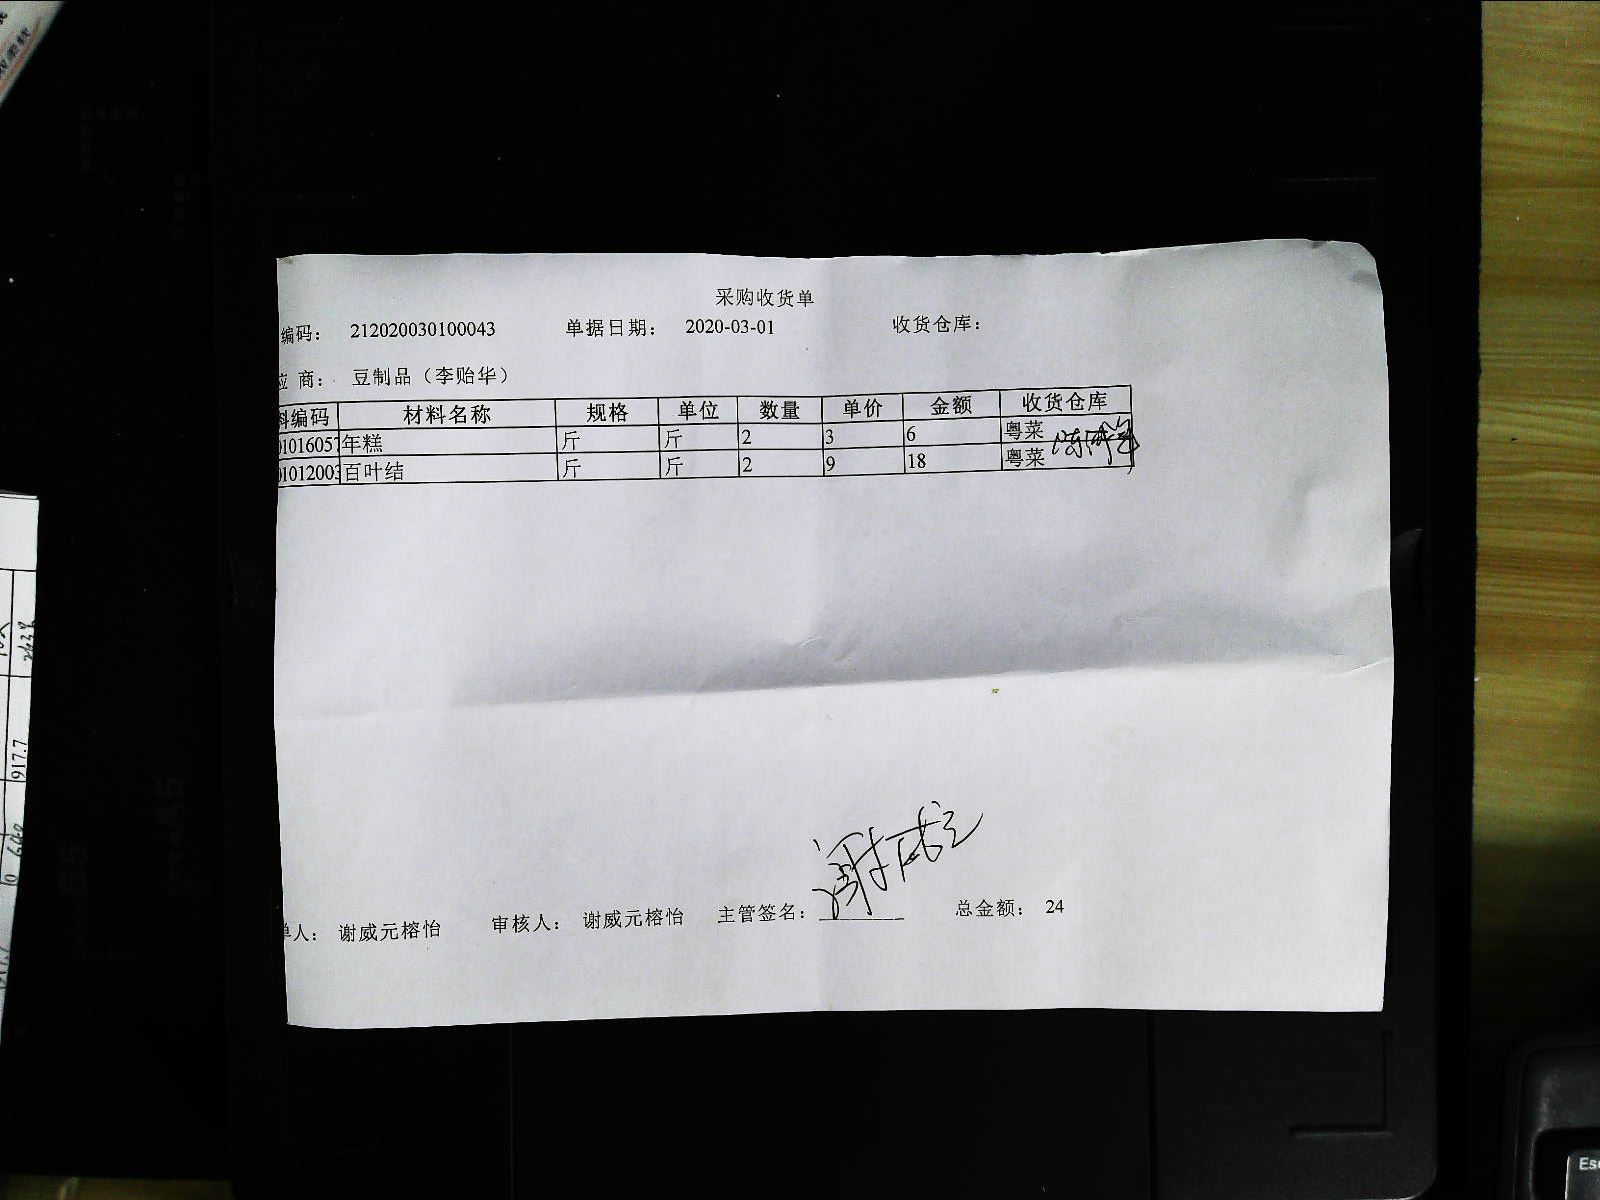 采购收货单
编码： 212020030100043 单据日期： 2020-03-01 收货仓库：
应 商： 豆制品（李贻华）
料编码 材料名称 规格 单位 数量 单价 金额 收货仓库
01016057 年糕 斤 斤 2 3 6 粤菜
01012003 百叶结 斤 斤 2 9 18 粤菜
单人： 谢威元榕怡 审核人： 谢威元榕怡 主管签名： 总金额： 24
917.7
Esc